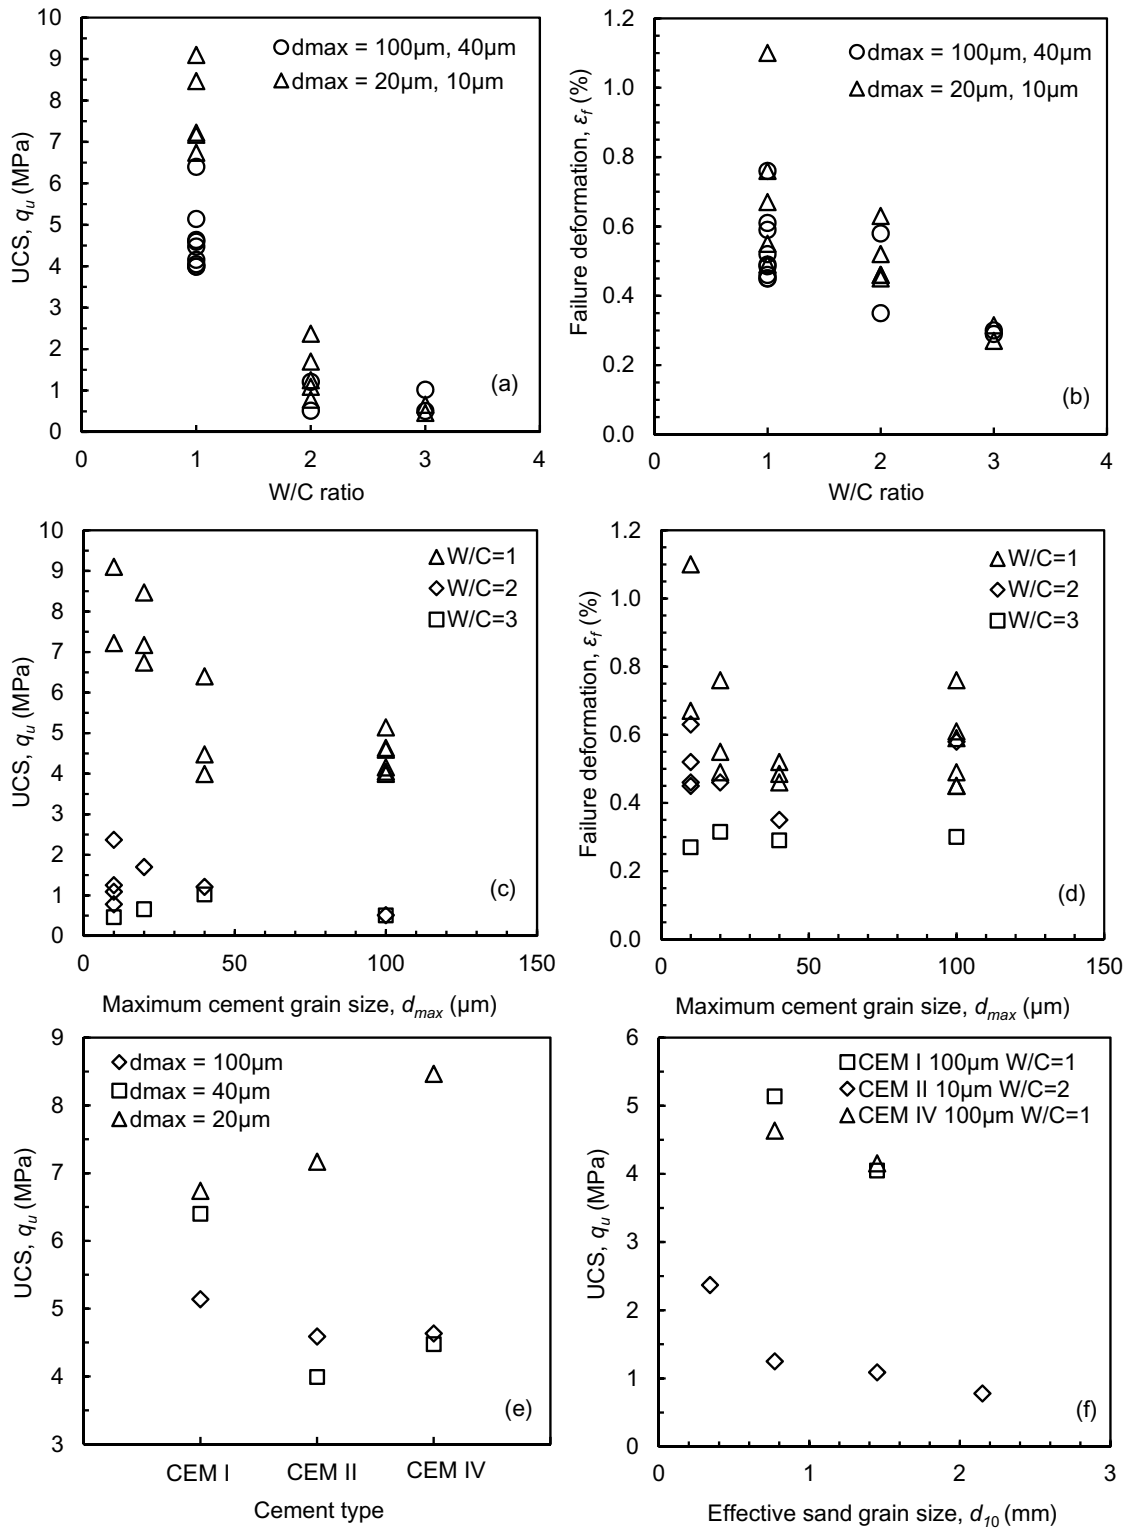 10
9
8
7
6
5
4
3
2
1
0
UCS, qu (MPa)
dmax = 100µm, 40µm
dmax = 20µm, 10µm
(a)
0 1 2 3 4
W/C ratio
1.2
1.0
0.8
0.6
0.4
0.2
0.0
Failure deformation, εf (%)
dmax = 100µm, 40µm
dmax = 20µm, 10µm
(b)
0 1 2 3 4
W/C ratio
10
9
8
7
6
5
4
3
2
1
0
UCS, qu (MPa)
W/C=1
W/C=2
W/C=3
(c)
0 50 100 150
Maximum cement grain size, dmax (µm)
1.2
1.0
0.8
0.6
0.4
0.2
0.0
Failure deformation, εf (%)
W/C=1
W/C=2
W/C=3
(d)
0 50 100 150
Maximum cement grain size, dmax (µm)
9
8
7
6
5
4
3
UCS, qu (MPa)
dmax = 100µm
dmax = 40µm
dmax = 20µm
(e)
CEM I CEM II CEM IV
Cement type
6
5
4
3
2
1
0
UCS, qu (MPa)
CEM I 100µm W/C=1
CEM II 10µm W/C=2
CEM IV 100µm W/C=1
(f)
0 1 2 3
Effective sand grain size, d10 (mm)